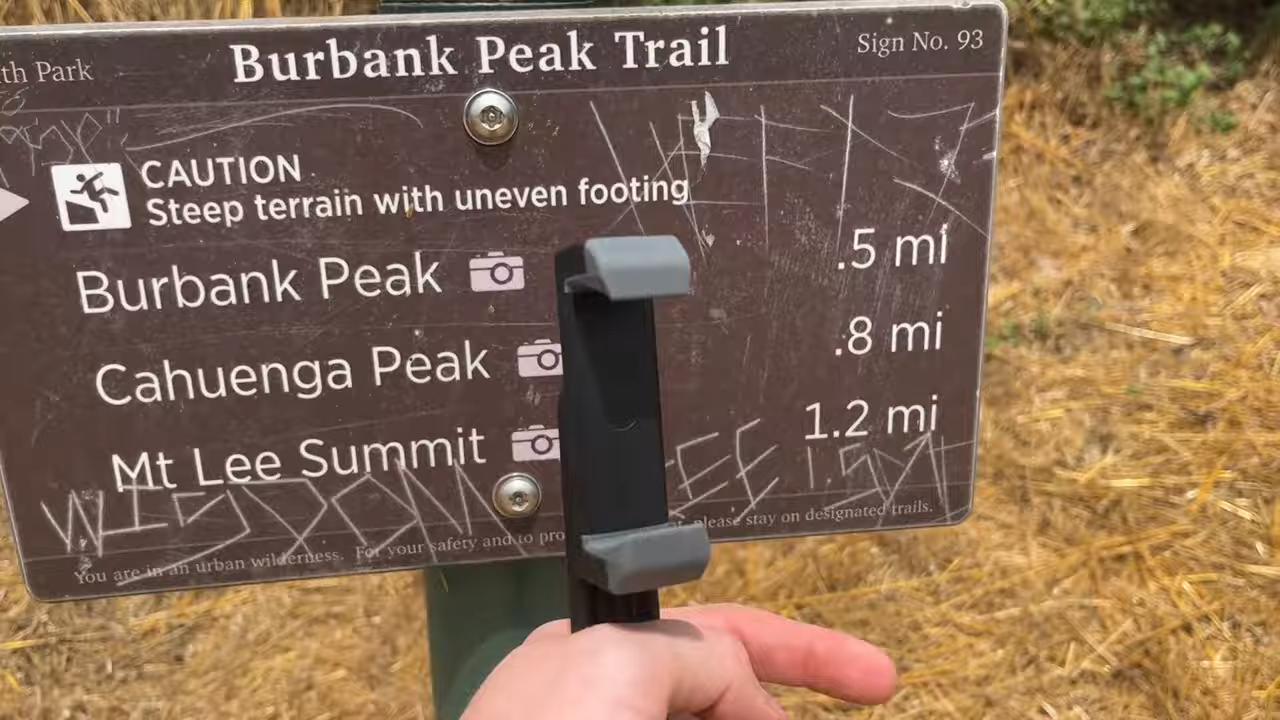 th Park
Burbank Peak Trail
Sign No. 93
CAUTION
Steep terrain with uneven footing
Burbank Peak .5 mi
Cahuenga Peak .8 mi
Mt Lee Summit 1.2 mi
WISDOM
You are in an urban wilderness. For your safety and to pro at, please stay on designated trails.